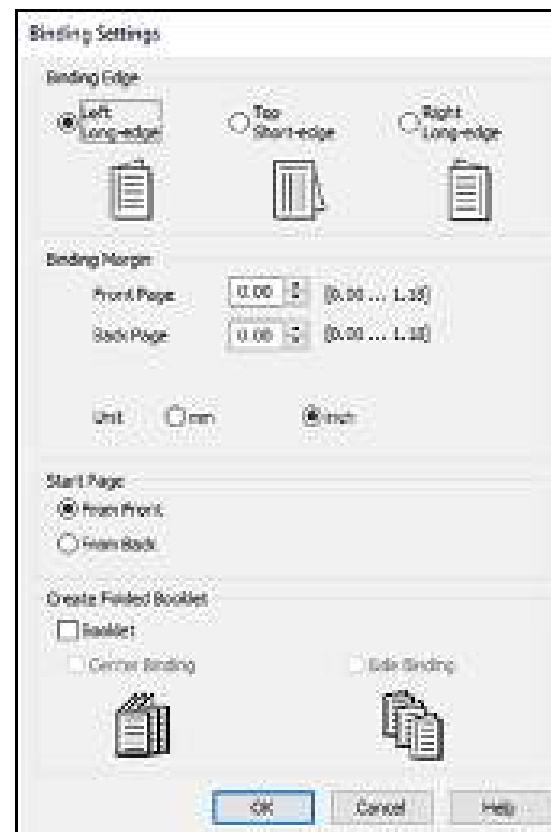 Binding Settings
Binding Edge
Left Long-edge
Top Short-edge
Right Long-edge
Binding Margin
Front Page 0.00 [0.00 ... 1.18]
Back Page 0.00 [0.00 ... 1.18]
Unit mm inch
Start Page
From Front
From Back
Create Folded Booklet
Booklet
Center Binding Side Binding
OK Cancel Help